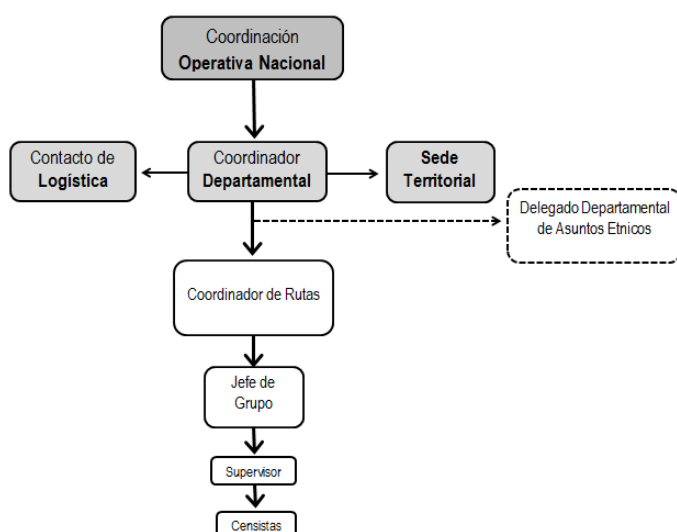 Coordinación
Operativa Nacional
Contacto de
Logística
Coordinador
Departamental
Sede
Territorial
Delegado Departamental
de Asuntos Etnicos
Coordinador de Rutas
Jefe de
Grupo
Supervisor
Censistas